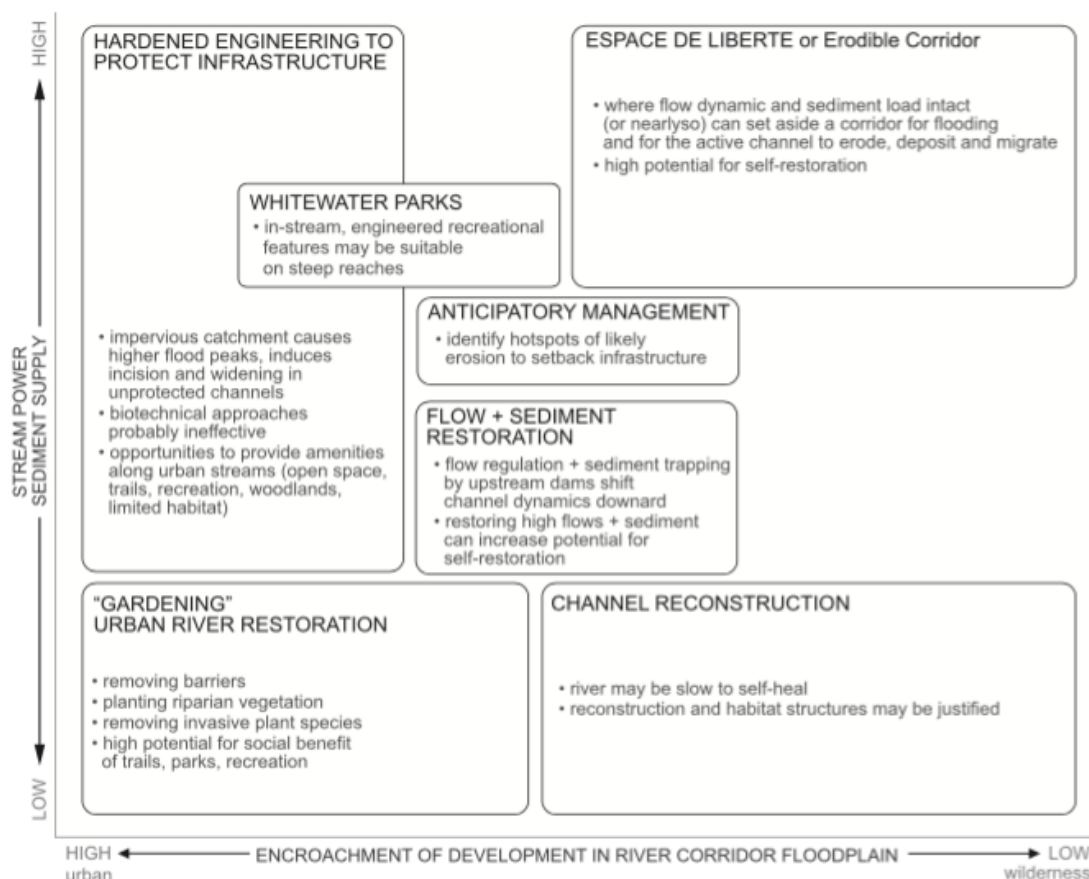 HIGH
STREAM POWER
SEDIMENT SUPPLY
LOW
HARDENED ENGINEERING TO
PROTECT INFRASTRUCTURE
• impervious catchment causes
higher flood peaks, induces
incision and widening in
unprotected channels
• biotechnical approaches
probably ineffective
• opportunities to provide amenities
along urban streams (open space,
trails, recreation, woodlands,
limited habitat)
ESPACE DE LIBERTE or Erodible Corridor
• where flow dynamic and sediment load intact
(or nearlyso) can set aside a corridor for flooding
and for the active channel to erode, deposit and migrate
• high potential for self-restoration
WHITEWATER PARKS
• in-stream, engineered recreational
features may be suitable
on steep reaches
ANTICIPATORY MANAGEMENT
• identify hotspots of likely
erosion to setback infrastructure
FLOW + SEDIMENT
RESTORATION
• flow regulation + sediment trapping
by upstream dams shift
channel dynamics downard
• restoring high flows + sediment
can increase potential for
self-restoration
"GARDENING"
URBAN RIVER RESTORATION
• removing barriers
• planting riparian vegetation
• removing invasive plant species
• high potential for social benefit
of trails, parks, recreation
CHANNEL RECONSTRUCTION
• river may be slow to self-heal
• reconstruction and habitat structures may be justified
HIGH
urban
ENCROACHMENT OF DEVELOPMENT IN RIVER CORRIDOR FLOODPLAIN
LOW
wilderness